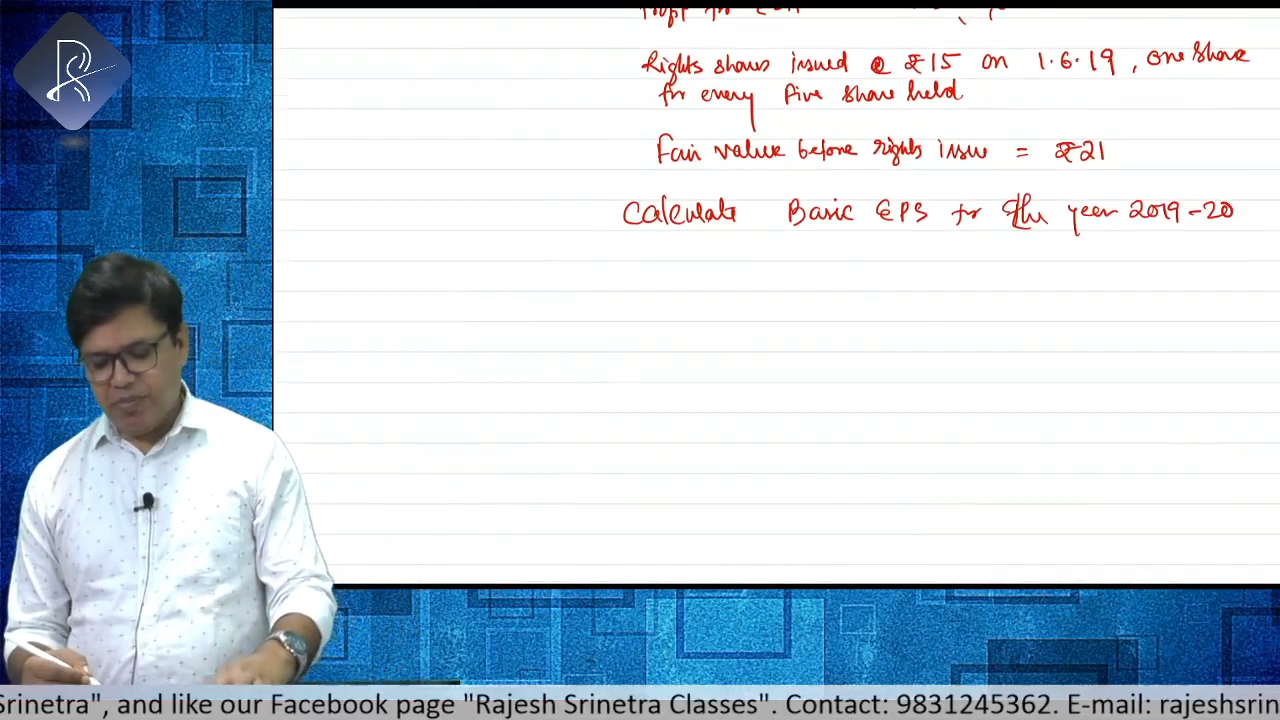 Rights shares issued @ ₹15 on 1.6.19, one share
for every five share held
Fair value before rights issue = ₹21
Calculate Basic EPS for the year 2019-20
RS
Srinetra", and like our Facebook page "Rajesh Srinetra Classes". Contact: 9831245362. E-mail: rajeshsrin